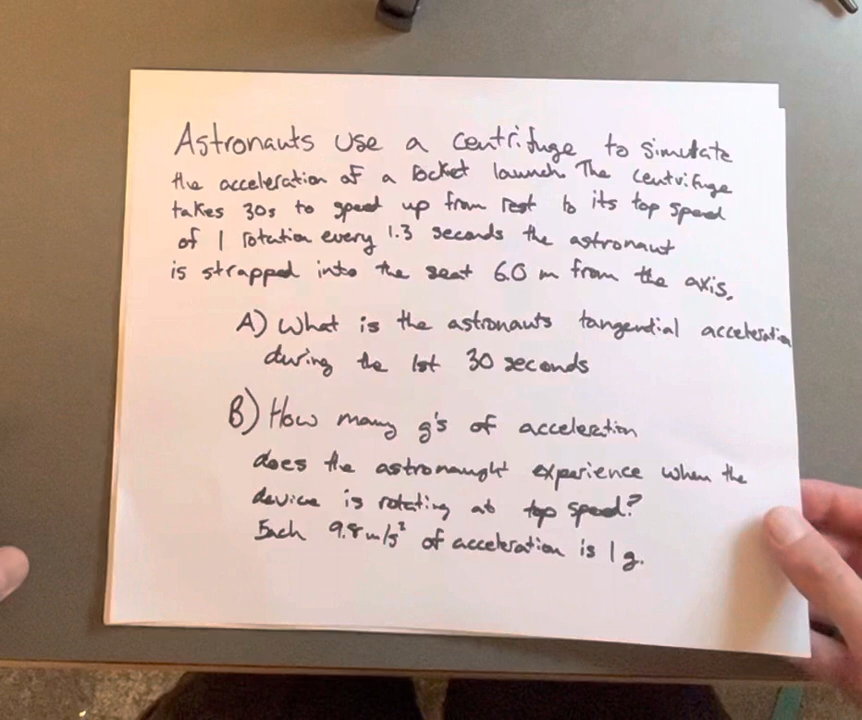 Astronauts use a centrifuge to simulate
the acceleration of a rocket launch. The centrifuge
takes 30s to speed up from rest to its top speed
of 1 rotation every 1.3 seconds the astronaut
is strapped into the seat 6.0 m from the axis.
A) What is the astronauts tangential acceleration
during the 1st 30 seconds
B) How many g's of acceleration
does the astronaught experience when the
device is rotating at top speed?
Each 9.8 m/s² of acceleration is 1 g.